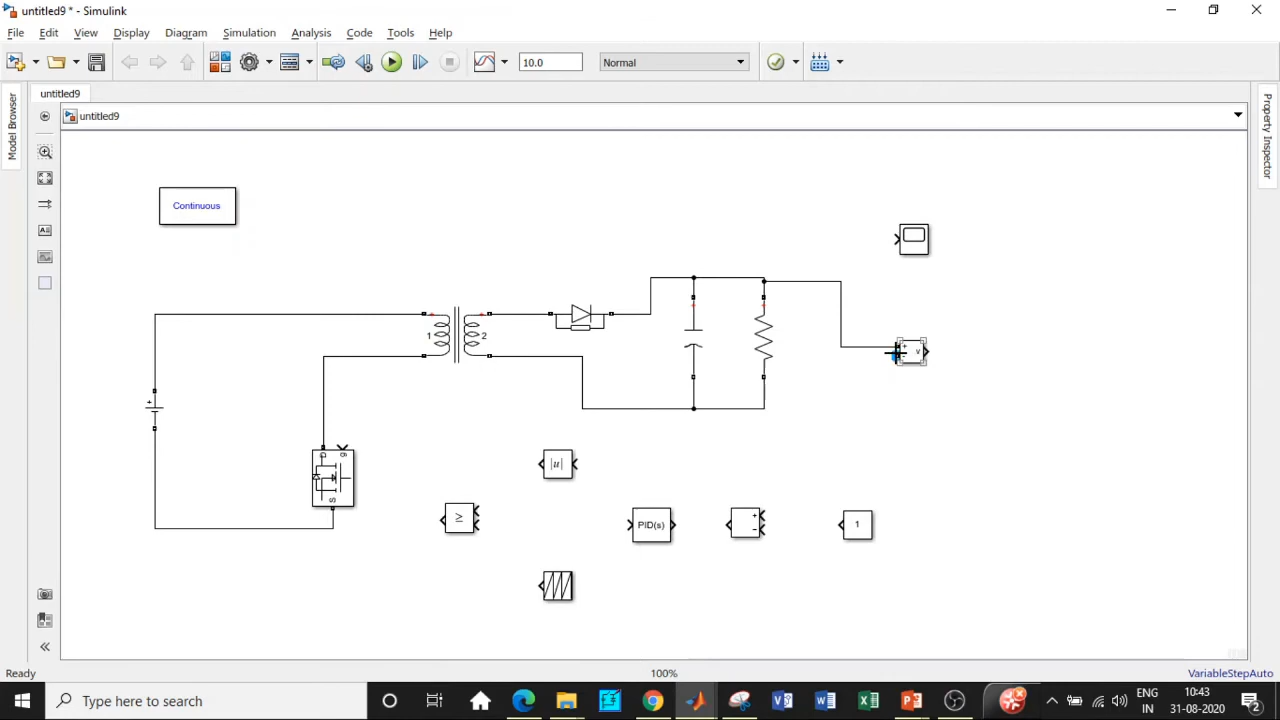 untitled9 * - Simulink
File Edit View Display Diagram Simulation Analysis Code Tools Help
10.0 Normal
untitled9
untitled9
Model Browser
Property Inspector
Continuous
1 2
+
+ v -
g
D
S
|u|
≥
PID(s)
+ -
1
Ready 100% VariableStepAuto
Type here to search
ENG 10:43
IN 31-08-2020
2